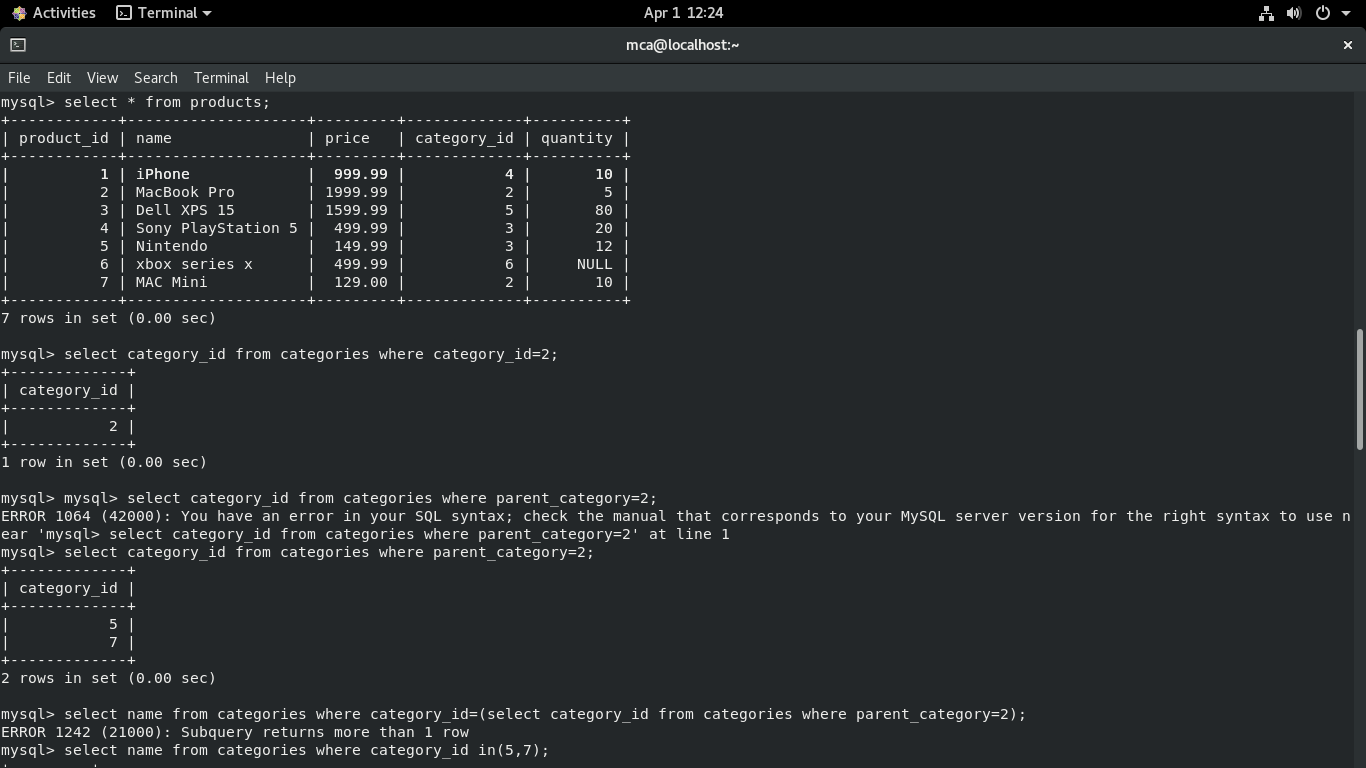 Activities Terminal Apr 1 12:24
mca@localhost:~ ×
File Edit View Search Terminal Help
mysql> select * from products;
+------------+--------------------+---------+-------------+----------+
| product_id | name               | price   | category_id | quantity |
+------------+--------------------+---------+-------------+----------+
|          1 | iPhone             |  999.99 |           4 |       10 |
|          2 | MacBook Pro        | 1999.99 |           2 |        5 |
|          3 | Dell XPS 15        | 1599.99 |           5 |       80 |
|          4 | Sony PlayStation 5 |  499.99 |           3 |       20 |
|          5 | Nintendo           |  149.99 |           3 |       12 |
|          6 | xbox series x      |  499.99 |           6 |     NULL |
|          7 | MAC Mini           |  129.00 |           2 |       10 |
+------------+--------------------+---------+-------------+----------+
7 rows in set (0.00 sec)

mysql> select category_id from categories where category_id=2;
+-------------+
| category_id |
+-------------+
|           2 |
+-------------+
1 row in set (0.00 sec)

mysql> mysql> select category_id from categories where parent_category=2;
ERROR 1064 (42000): You have an error in your SQL syntax; check the manual that corresponds to your MySQL server version for the right syntax to use n
ear 'mysql> select category_id from categories where parent_category=2' at line 1
mysql> select category_id from categories where parent_category=2;
+-------------+
| category_id |
+-------------+
|           5 |
|           7 |
+-------------+
2 rows in set (0.00 sec)

mysql> select name from categories where category_id=(select category_id from categories where parent_category=2);
ERROR 1242 (21000): Subquery returns more than 1 row
mysql> select name from categories where category_id in(5,7);